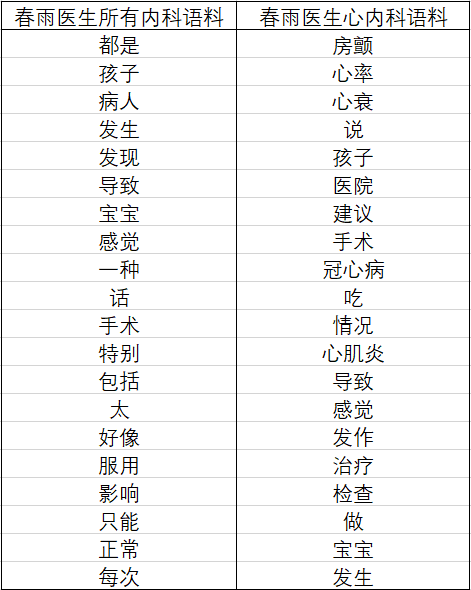 春雨医生所有内科语料 春雨医生心内科语料
都是 房颤
孩子 心率
病人 心衰
发生 说
发现 孩子
导致 医院
宝宝 建议
感觉 手术
一种 冠心病
话 吃
手术 情况
特别 心肌炎
包括 导致
太 感觉
好像 发作
服用 治疗
影响 检查
只能 做
正常 宝宝
每次 发生